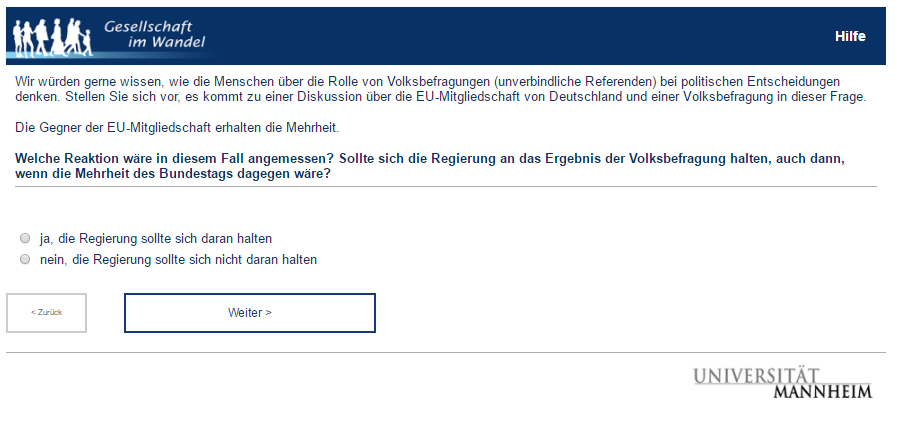 Gesellschaft
im Wandel
Hilfe
Wir würden gerne wissen, wie die Menschen über die Rolle von Volksbefragungen (unverbindliche Referenden) bei politischen Entscheidungen
denken. Stellen Sie sich vor, es kommt zu einer Diskussion über die EU-Mitgliedschaft von Deutschland und einer Volksbefragung in dieser Frage.
Die Gegner der EU-Mitgliedschaft erhalten die Mehrheit.
Welche Reaktion wäre in diesem Fall angemessen? Sollte sich die Regierung an das Ergebnis der Volksbefragung halten, auch dann,
wenn die Mehrheit des Bundestags dagegen wäre?
ja, die Regierung sollte sich daran halten
nein, die Regierung sollte sich nicht daran halten
< Zurück
Weiter >
UNIVERSITÄT
MANNHEIM